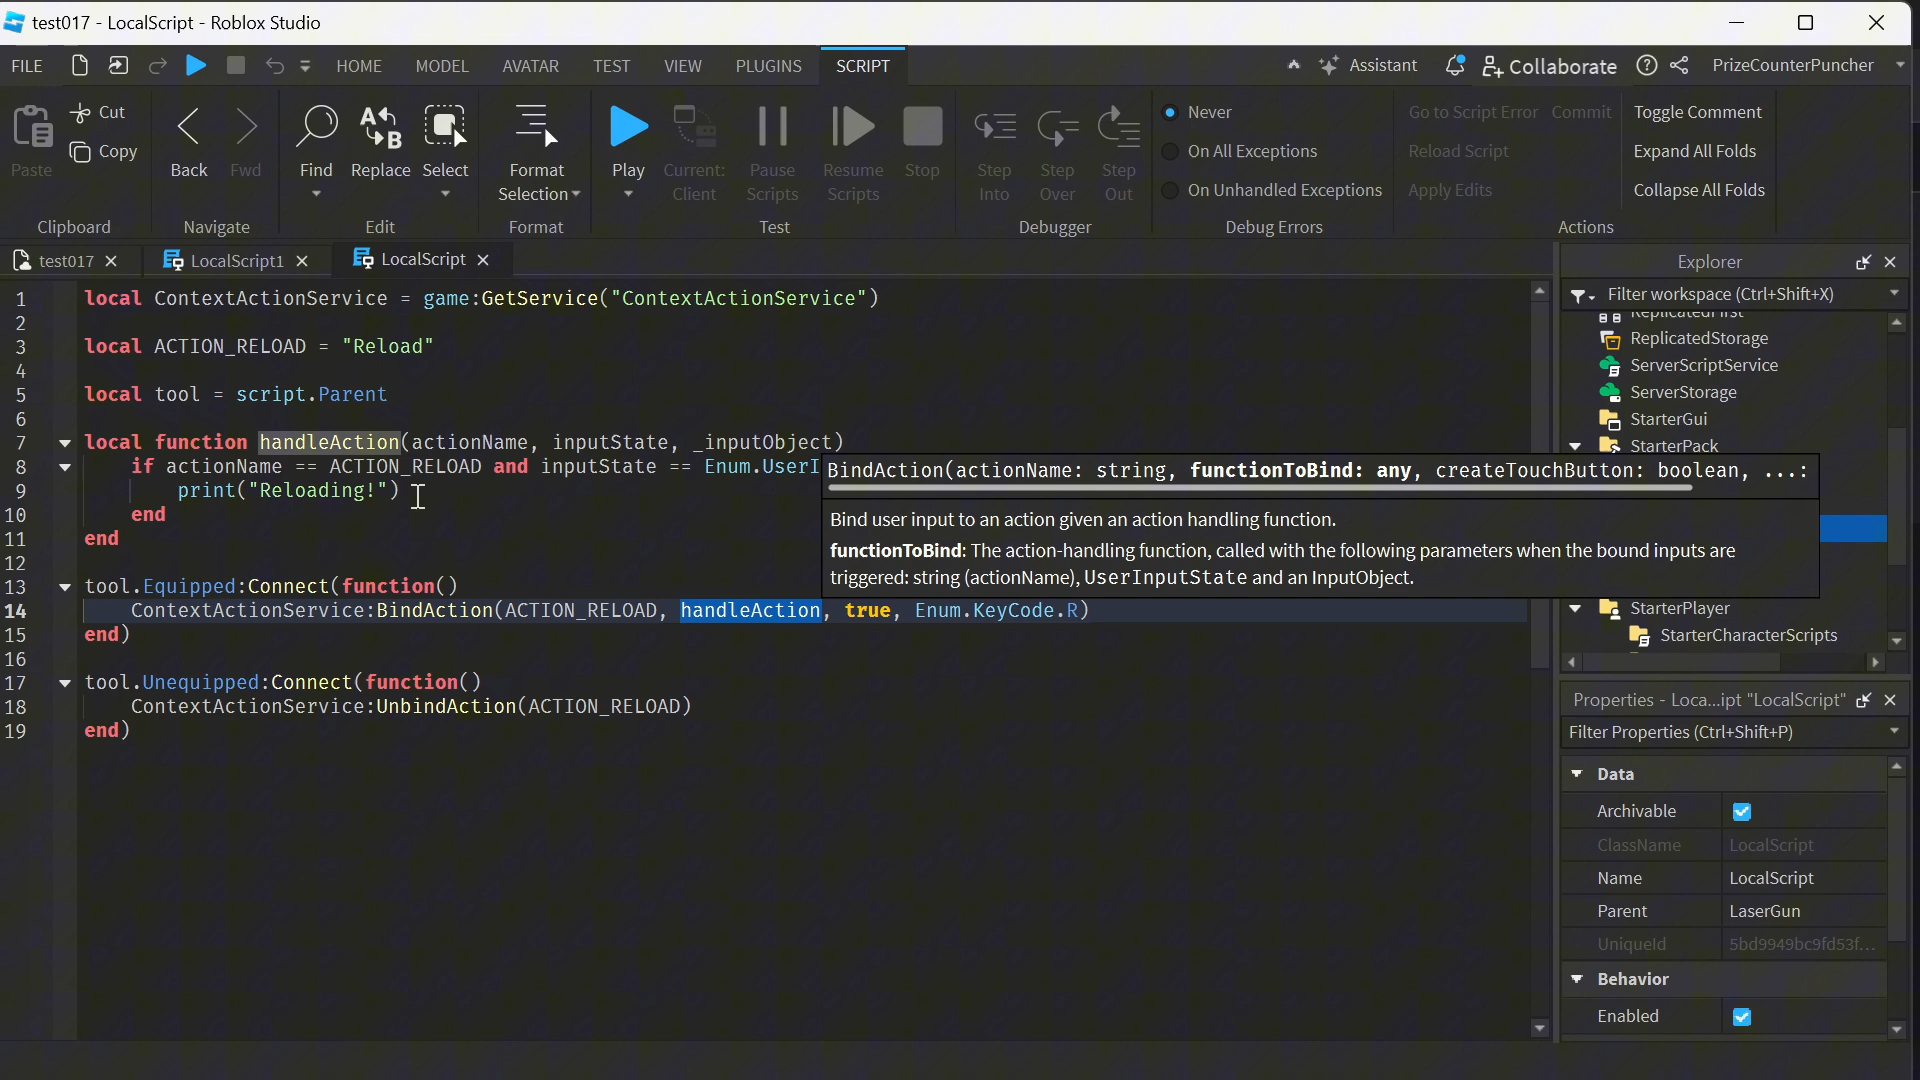 test017 - LocalScript - Roblox Studio
FILE HOME MODEL AVATAR TEST VIEW PLUGINS SCRIPT Assistant Collaborate PrizeCounterPuncher
Paste Cut Copy
Clipboard
Back Fwd
Navigate
Find Replace Select
Edit
Format Selection
Format
Play Current: Client Pause Scripts Resume Scripts Stop
Test
Step Into Step Over Step Out
Debugger
Never
On All Exceptions
On Unhandled Exceptions
Debug Errors
Go to Script Error Commit Toggle Comment
Reload Script Expand All Folds
Apply Edits Collapse All Folds
Actions
test017 LocalScript1 LocalScript
1 local ContextActionService = game:GetService("ContextActionService")
2
3 local ACTION_RELOAD = "Reload"
4
5 local tool = script.Parent
6
7 local function handleAction(actionName, inputState, _inputObject)
8 if actionName == ACTION_RELOAD and inputState == Enum.UserI
9 print("Reloading!")
10 end
11 end
12
13 tool.Equipped:Connect(function()
14 ContextActionService:BindAction(ACTION_RELOAD, handleAction, true, Enum.KeyCode.R)
15 end)
16
17 tool.Unequipped:Connect(function()
18 ContextActionService:UnbindAction(ACTION_RELOAD)
19 end)
BindAction(actionName: string, functionToBind: any, createTouchButton: boolean, ...:
Bind user input to an action given an action handling function.
functionToBind: The action-handling function, called with the following parameters when the bound inputs are
triggered: string (actionName), UserInputState and an InputObject.
Explorer
Filter workspace (Ctrl+Shift+X)
ReplicatedFirst
ReplicatedStorage
ServerScriptService
ServerStorage
StarterGui
StarterPack
StarterPlayer
StarterCharacterScripts
Properties - Loca...ipt "LocalScript"
Filter Properties (Ctrl+Shift+P)
Data
Archivable
ClassName LocalScript
Name LocalScript
Parent LaserGun
UniqueId 5bd9949bc9fd53f...
Behavior
Enabled